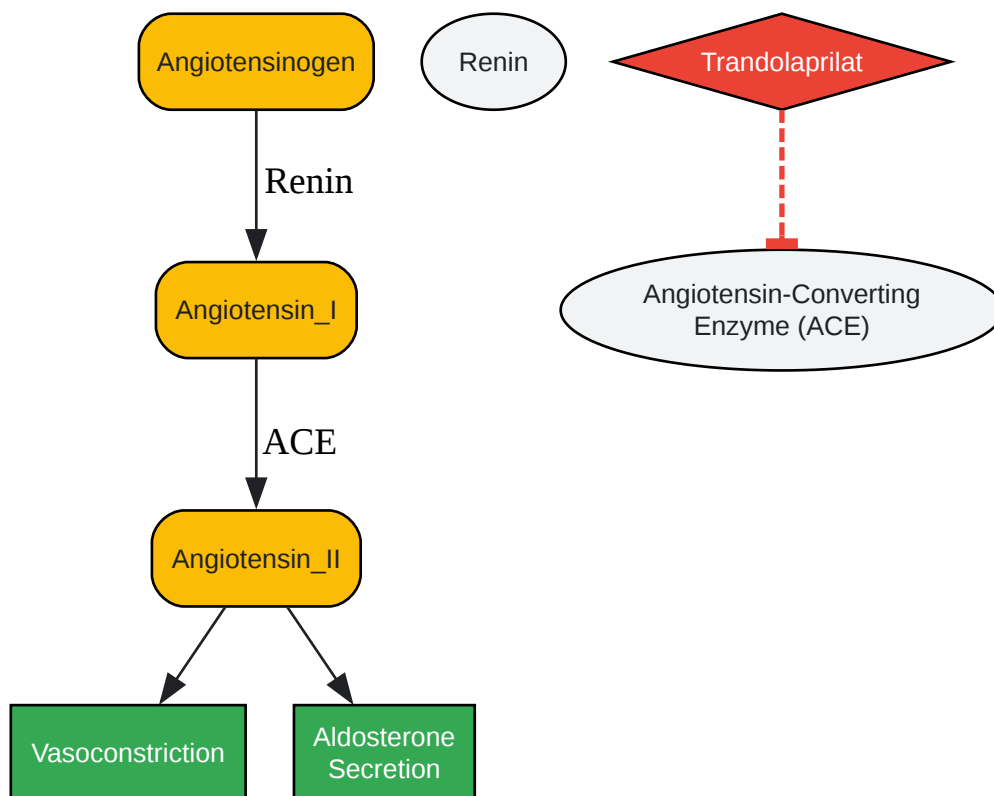 Angiotensinogen
Renin
Trandolaprilat
Renin
Angiotensin_I
Angiotensin-Converting
Enzyme (ACE)
ACE
Angiotensin_II
Vasoconstriction
Aldosterone
Secretion